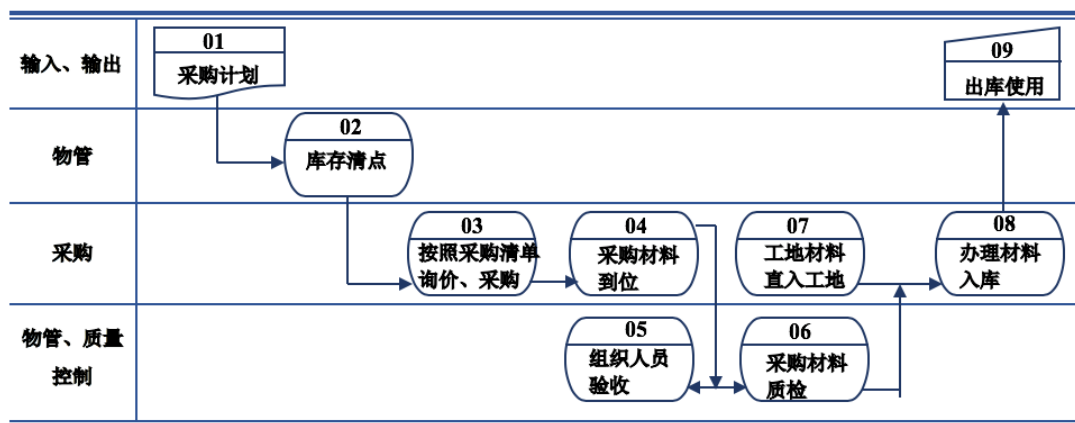 输入、输出
01
采购计划
09
出库使用
物管
02
库存清点
采购
03
按照采购清单
询价、采购
04
采购材料
到位
07
工地材料
直入工地
08
办理材料
入库
物管、质量
控制
05
组织人员
验收
06
采购材料
质检